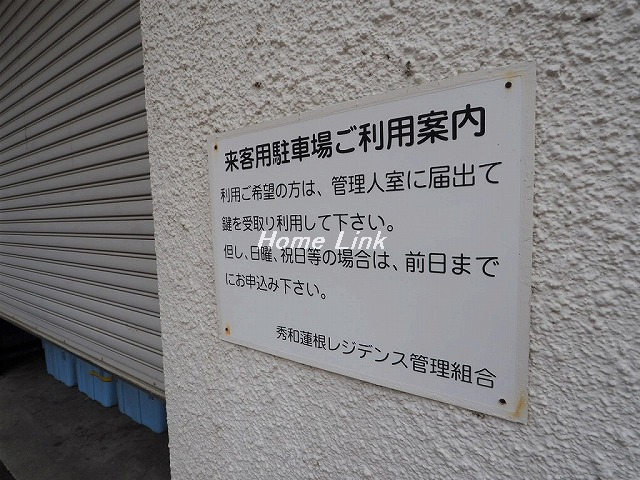 来客用駐車場ご利用案内
利用ご希望の方は、管理人室に届出て
鍵を受取り利用して下さい。
但し、日曜、祝日等の場合は、前日まで
にお申込み下さい。
秀和蓮根レジデンス管理組合
Home Link